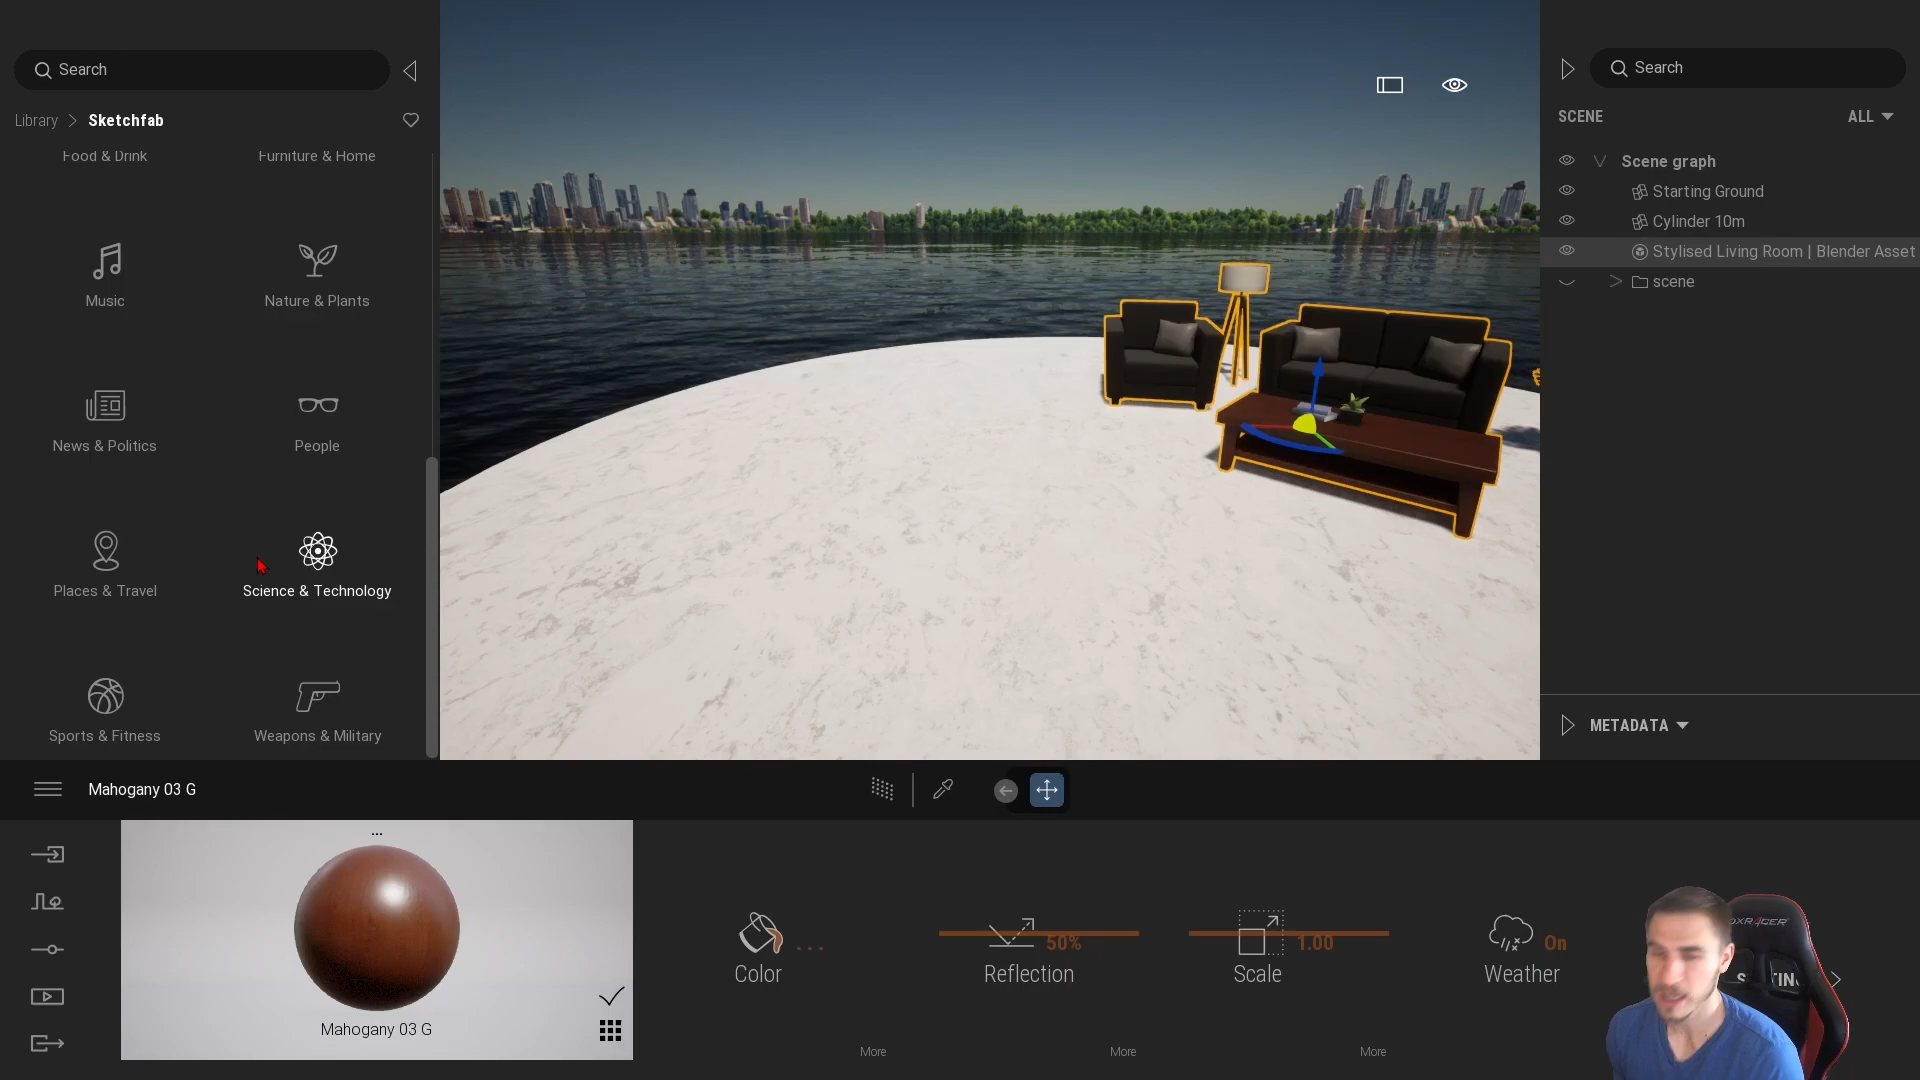 Search
Library > Sketchfab
Food & Drink
Furniture & Home
Music
Nature & Plants
News & Politics
People
Places & Travel
Science & Technology
Sports & Fitness
Weapons & Military
Search
SCENE
ALL
Scene graph
Starting Ground
Cylinder 10m
Stylised Living Room | Blender Asset
scene
METADATA
Mahogany 03 G
...
Mahogany 03 G
Color
...
Reflection
50%
Scale
1.00
Weather
On
More
More
More